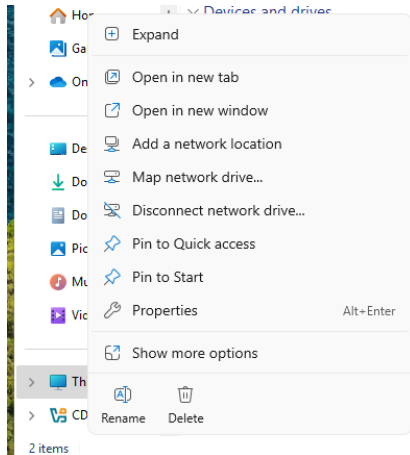 Devices and drives
Expand
Open in new tab
Open in new window
Add a network location
Map network drive...
Disconnect network drive...
Pin to Quick access
Pin to Start
Properties Alt+Enter
Show more options
Rename Delete
2 items